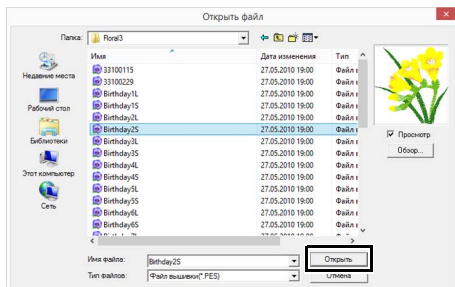 Открыть файл
Папка: Floral3
Имя Дата изменения Тип
33100115 27.05.2010 19:00 Файл
33100229 27.05.2010 19:00 Файл
Birthday1L 27.05.2010 19:00 Файл
Birthday1S 27.05.2010 19:00 Файл
Birthday2L 27.05.2010 19:00 Файл
Birthday2S 27.05.2010 19:00 Файл
Birthday3L 27.05.2010 19:00 Файл
Birthday3S 27.05.2010 19:00 Файл
Birthday4L 27.05.2010 19:00 Файл
Birthday4S 27.05.2010 19:00 Файл
Birthday5L 27.05.2010 19:00 Файл
Birthday5S 27.05.2010 19:00 Файл
Birthday6L 27.05.2010 19:00 Файл
Birthday6S 27.05.2010 19:00 Файл
Недавние места
Рабочий стол
Библиотеки
Этот компьютер
Сеть
Просмотр
Обзор...
Имя файла: Birthday2S Открыть
Тип файлов: Файл вышивки(*.PES) Отмена